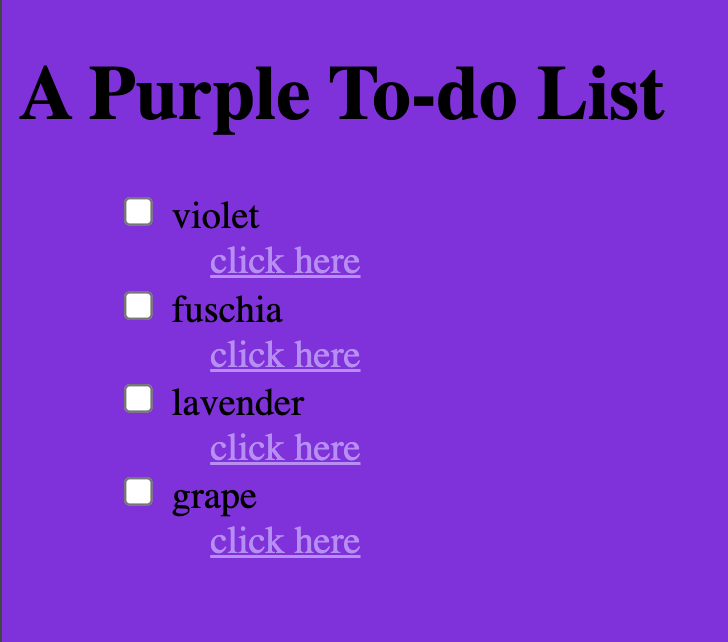 A Purple To-do List
violet
click here
fuschia
click here
lavender
click here
grape
click here